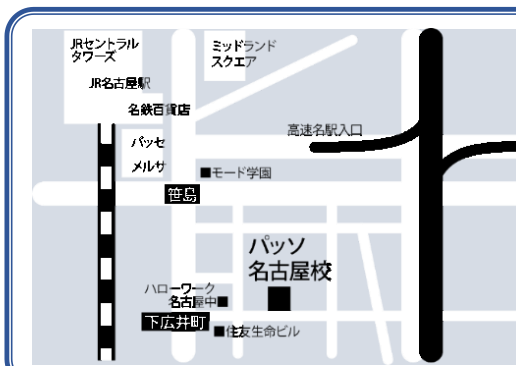 JRセントラル
タワーズ
ミッドランド
スクエア
JR名古屋駅
名鉄百貨店
高速名駅入口
パッセ
メルサ
■モード学園
笹島
パッソ
名古屋校
ハローワーク
名古屋中■
下広井町
■住友生命ビル